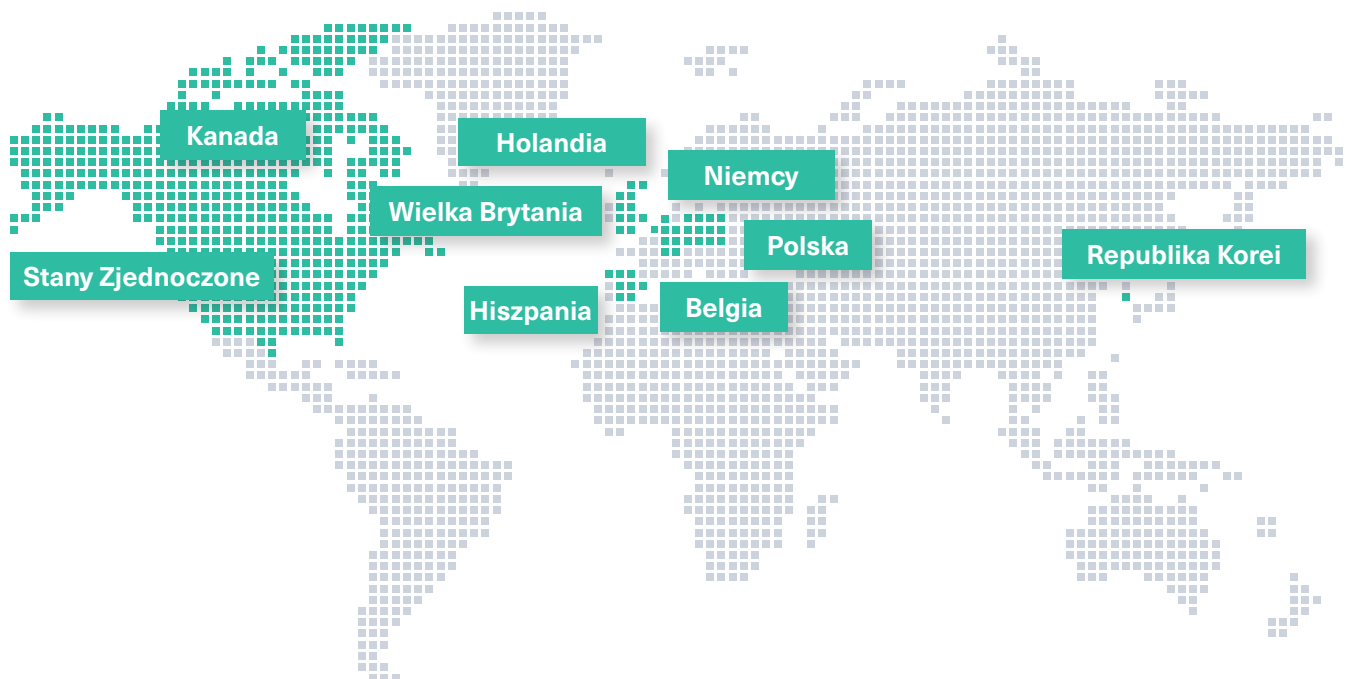 Kanada
Holandia
Niemcy
Wielka Brytania
Polska
Republika Korei
Stany Zjednoczone
Hiszpania
Belgia